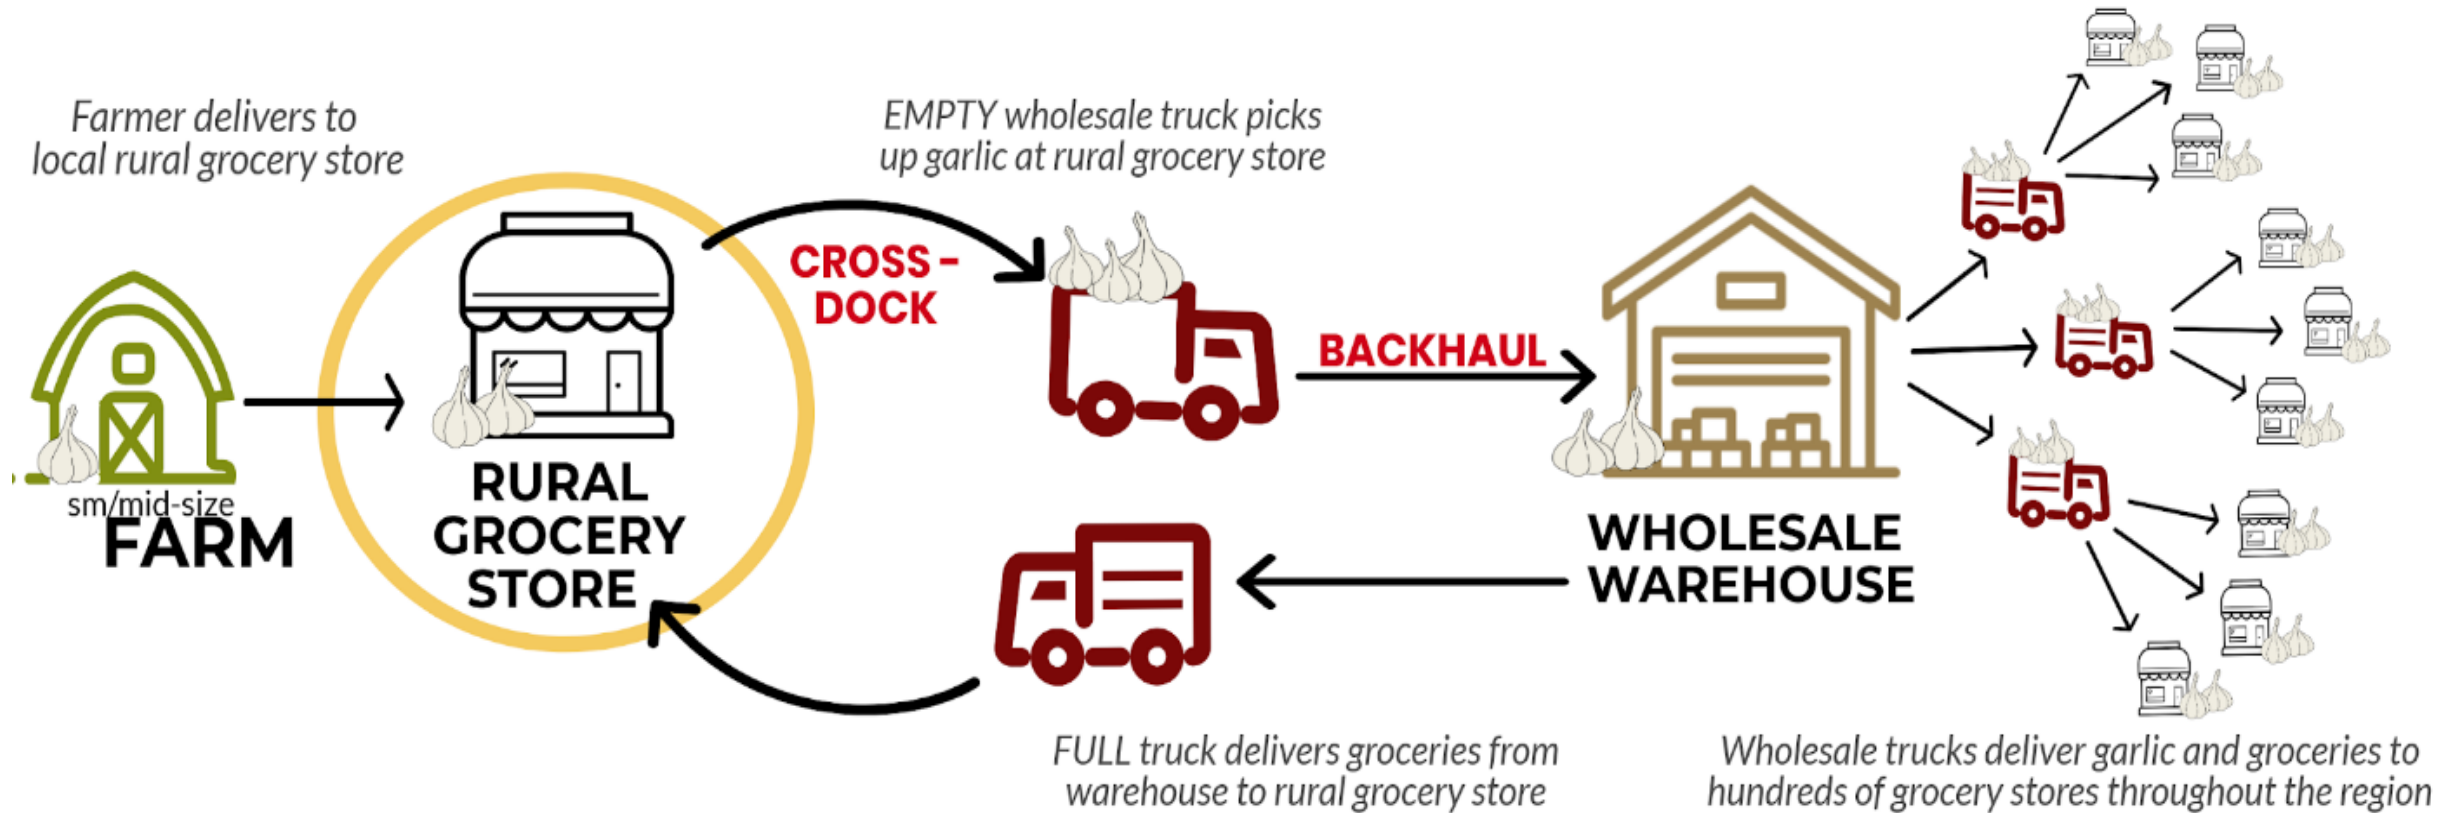 Farmer delivers to
local rural grocery store
EMPTY wholesale truck picks
up garlic at rural grocery store
CROSS-
DOCK
BACKHAUL
sm/mid-size
FARM
RURAL
GROCERY
STORE
WHOLESALE
WAREHOUSE
FULL truck delivers groceries from
warehouse to rural grocery store
Wholesale trucks deliver garlic and groceries to
hundreds of grocery stores throughout the region